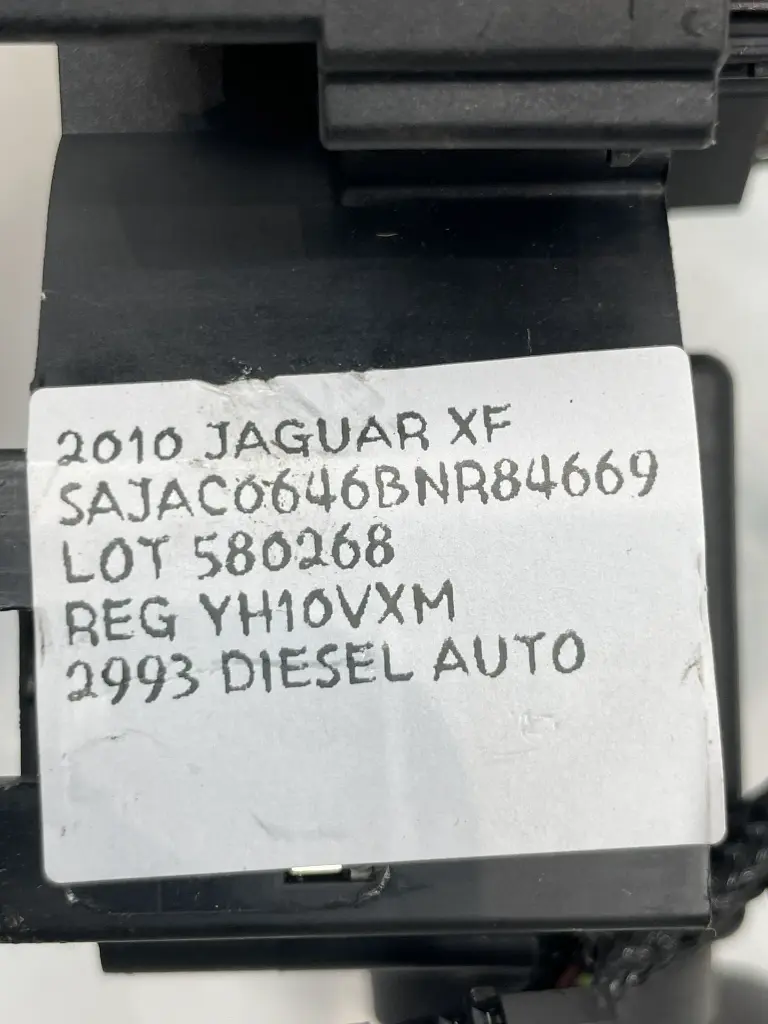 2010 JAGUAR XF
SAJAC0646BNR84669
LOT 580268
REG YH10VXM
2993 DIESEL AUTO